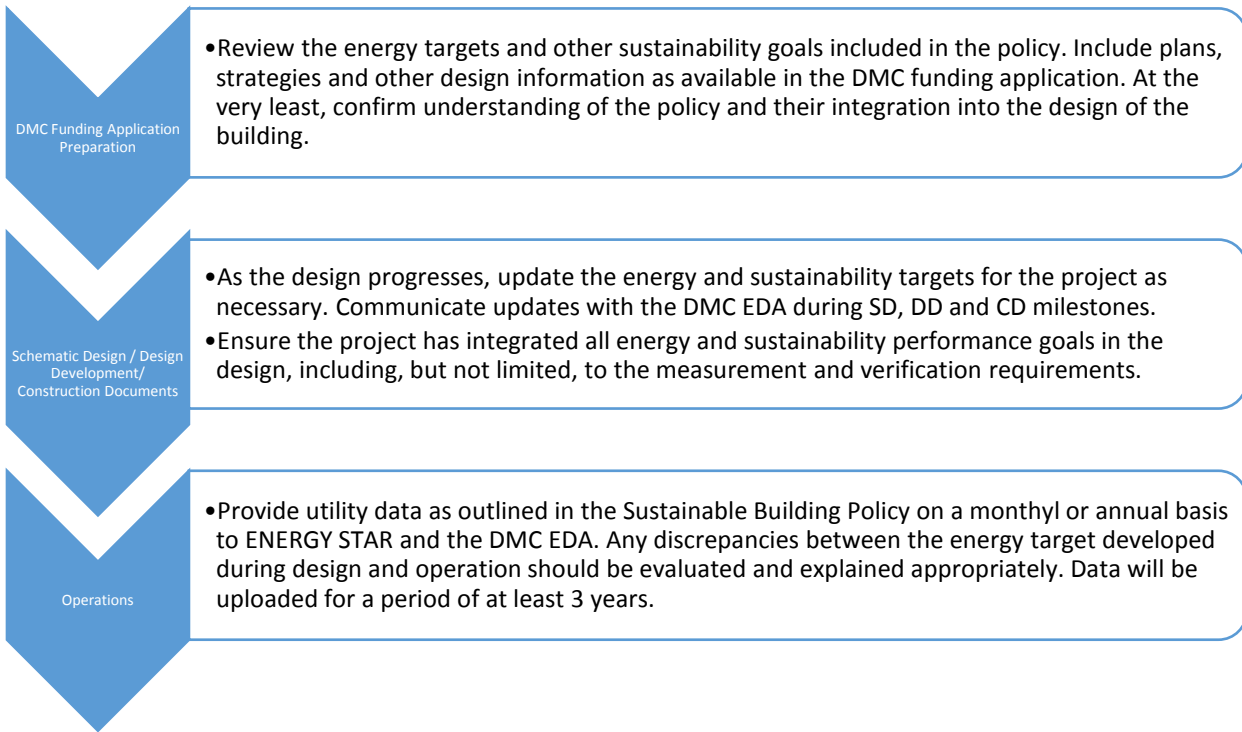 DMC Funding Application
Preparation
•Review the energy targets and other sustainability goals included in the policy. Include plans,
strategies and other design information as available in the DMC funding application. At the
very least, confirm understanding of the policy and their integration into the design of the
building.
Schematic Design / Design
Development/
Construction Documents
•As the design progresses, update the energy and sustainability targets for the project as
necessary. Communicate updates with the DMC EDA during SD, DD and CD milestones.
•Ensure the project has integrated all energy and sustainability performance goals in the
design, including, but not limited, to the measurement and verification requirements.
Operations
•Provide utility data as outlined in the Sustainable Building Policy on a monthyl or annual basis
to ENERGY STAR and the DMC EDA. Any discrepancies between the energy target developed
during design and operation should be evaluated and explained appropriately. Data will be
uploaded for a period of at least 3 years.